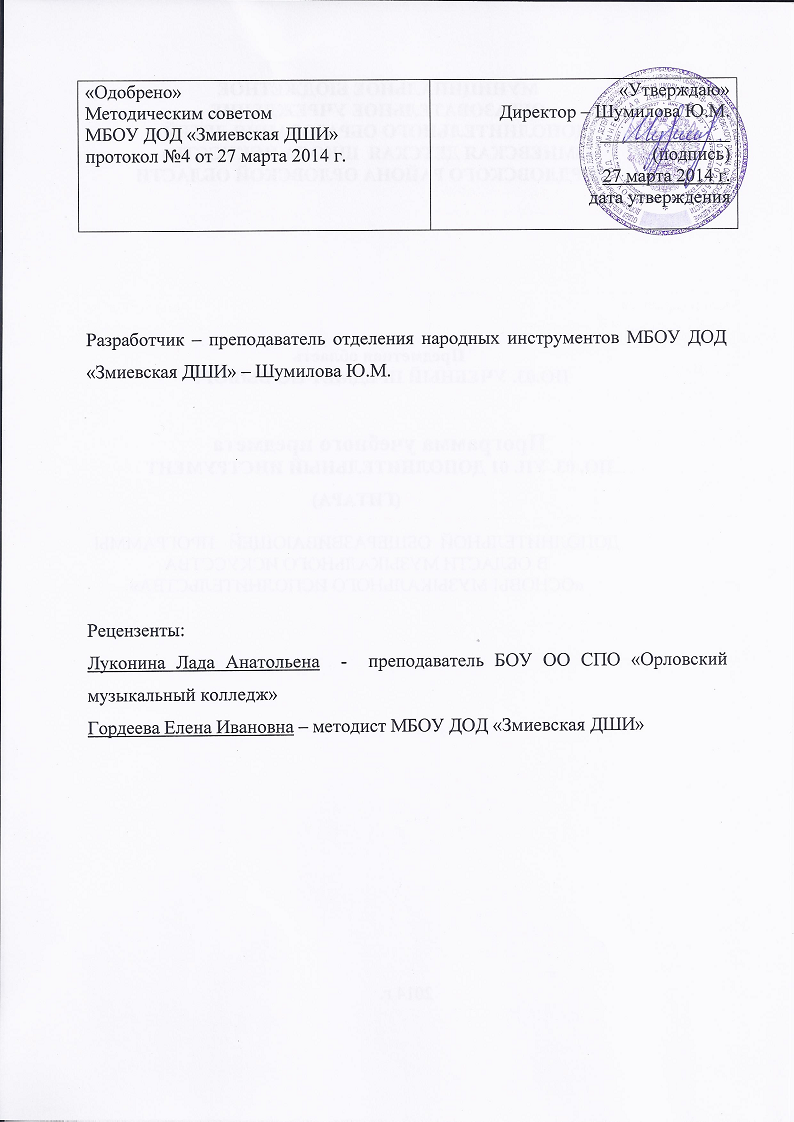 «Одобрено»
Методическим советом
МБОУ ДОД «Змиевская ДШИ»
протокол №4 от 27 марта 2014 г.
«Утверждаю»
Директор – Шумилова Ю.М.
(подпись)
27 марта 2014 г.
дата утверждения
Разработчик – преподаватель отделения народных инструментов МБОУ ДОД
«Змиевская ДШИ» – Шумилова Ю.М.
Рецензенты:
Луконина Лада Анатольена - преподаватель БОУ ОО СПО «Орловский
музыкальный колледж»
Гордеева Елена Ивановна – методист МБОУ ДОД «Змиевская ДШИ»